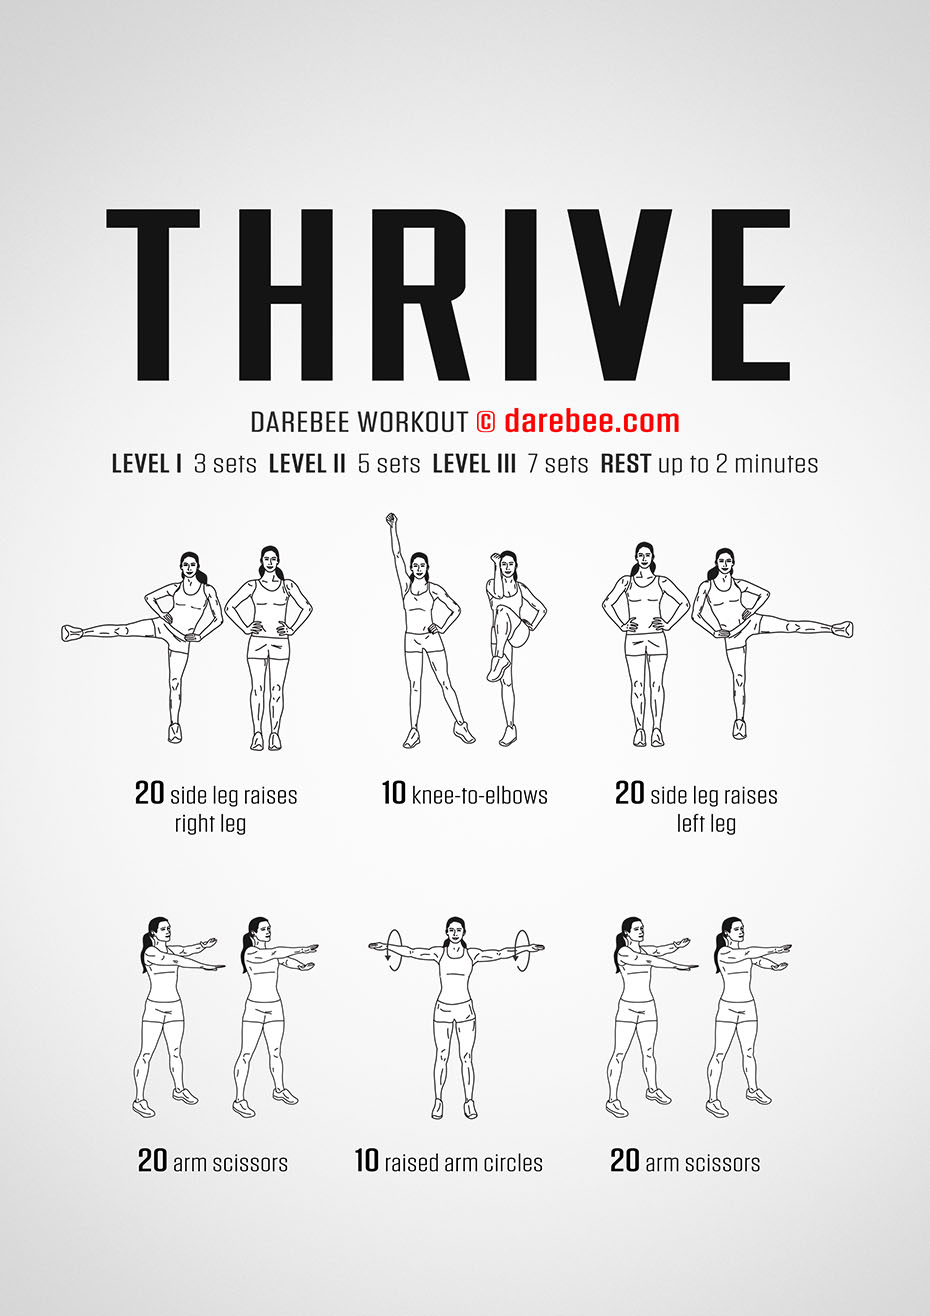 THRIVE
DAREBEE WORKOUT © darebee.com
LEVEL I 3 sets LEVEL II 5 sets LEVEL III 7 sets REST up to 2 minutes
20 side leg raises
right leg
10 knee-to-elbows
20 side leg raises
left leg
20 arm scissors
10 raised arm circles
20 arm scissors